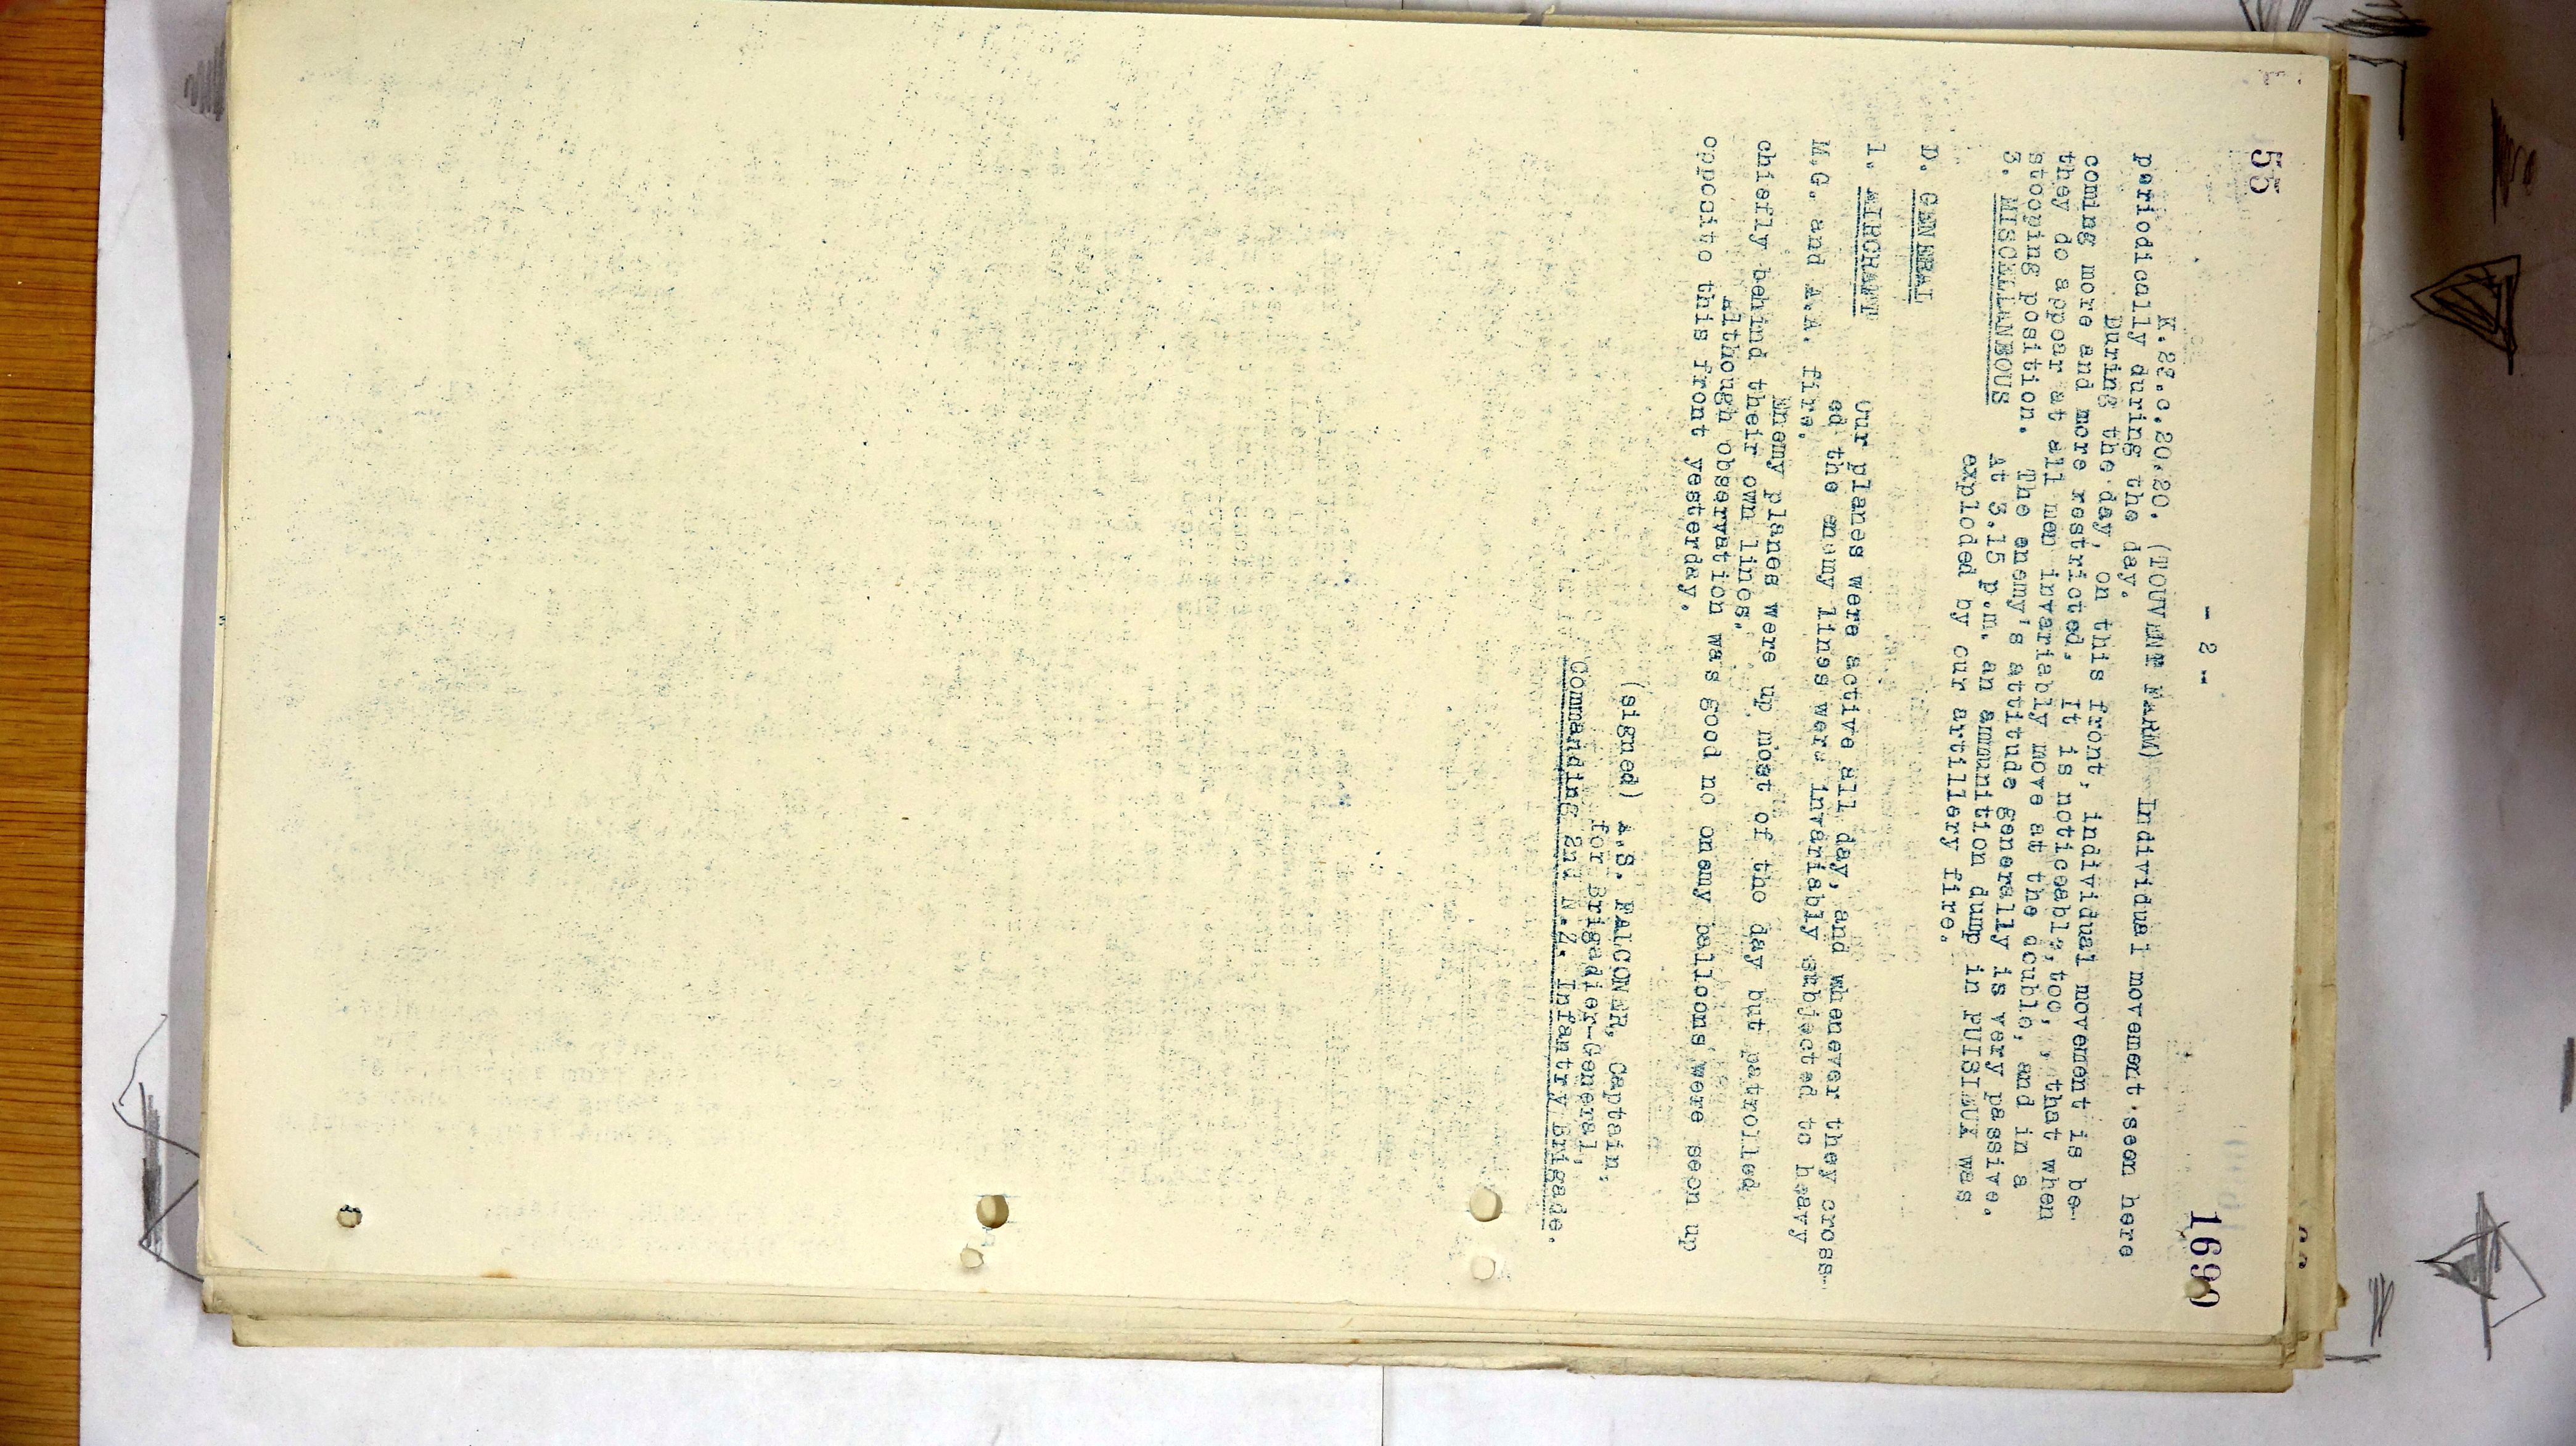 55
1699
- 2 -
K.22.c.20.20. (TOUVENT FARM) Individual movement seen here
periodically during the day.
During the day, on this front, individual movement is be-
coming more and more restricted. It is noticeable, too, that when
they do appear at all men invariably move at the double, and in a
stooping position. The enemy's attitude generally is very passive.
3. MISCELLANEOUS At 3.15 p.m. an ammunition dump in PUISIEUX was
exploded by our artillery fire.
D. GENERAL
1. AIRCRAFT Our planes were active all day, and whenever they cross-
ed the enemy lines were invariably subjected to heavy
M.G. and A.A. fire.
Enemy planes were up most of the day but patrolled
chiefly behind their own lines.
Although observation was good no enemy balloons were seen up
opposite this front yesterday.
(signed) A.S. FALCONER, Captain,
for Brigadier-General,
Commanding 2nd N.Z. Infantry Brigade.